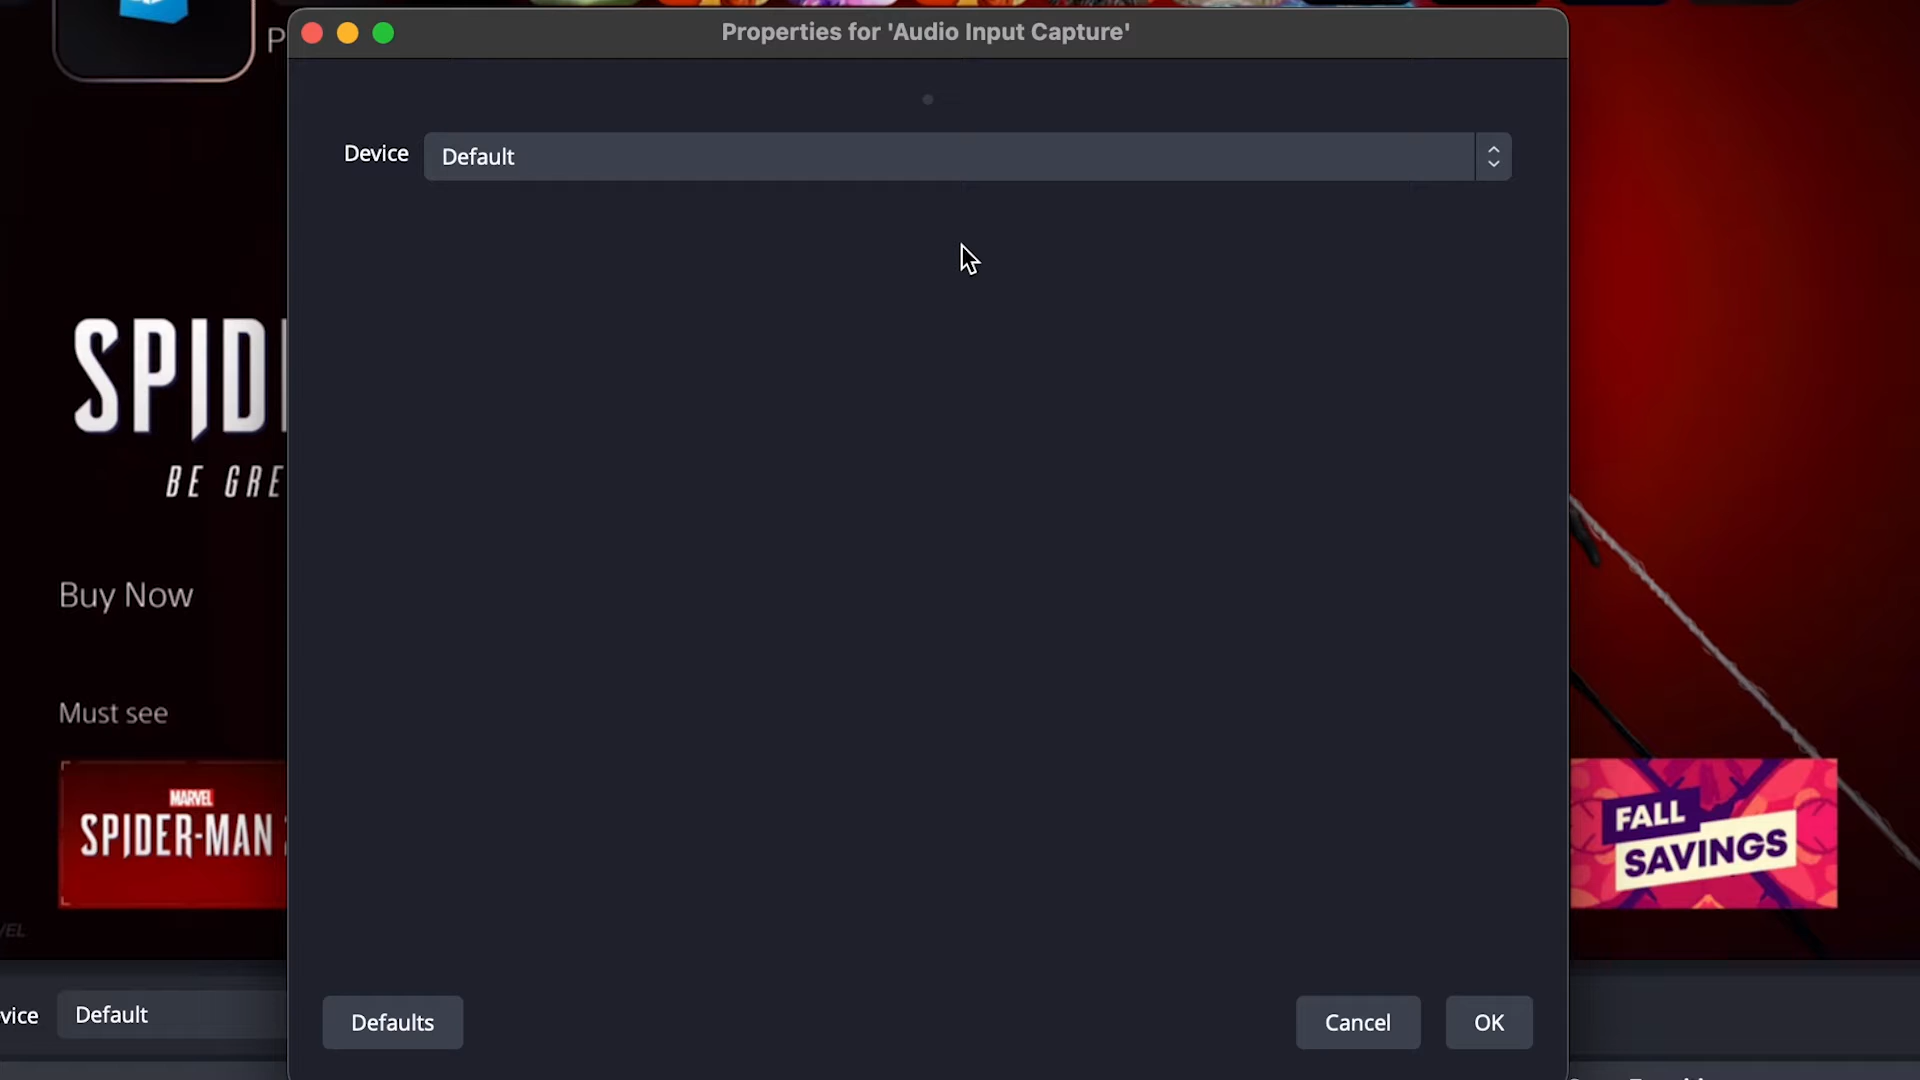 P
Properties for 'Audio Input Capture'
Device
Default
SPID
BE GRE
Buy Now
Must see
MARVEL
SPIDER-MAN
FALL
SAVINGS
VEL
vice
Default
Defaults
Cancel
OK